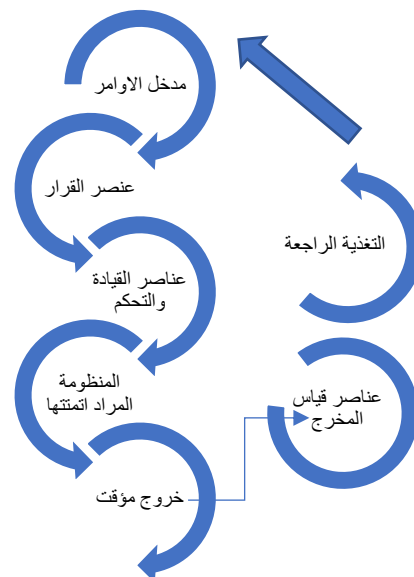 مدخل الاوامر
عنصر القرار
عناصر القيادة
والتحكم
المنظومة
المراد اتمتتها
خروج مؤقت
عناصر قياس
المخرج
التغذية الراجعة